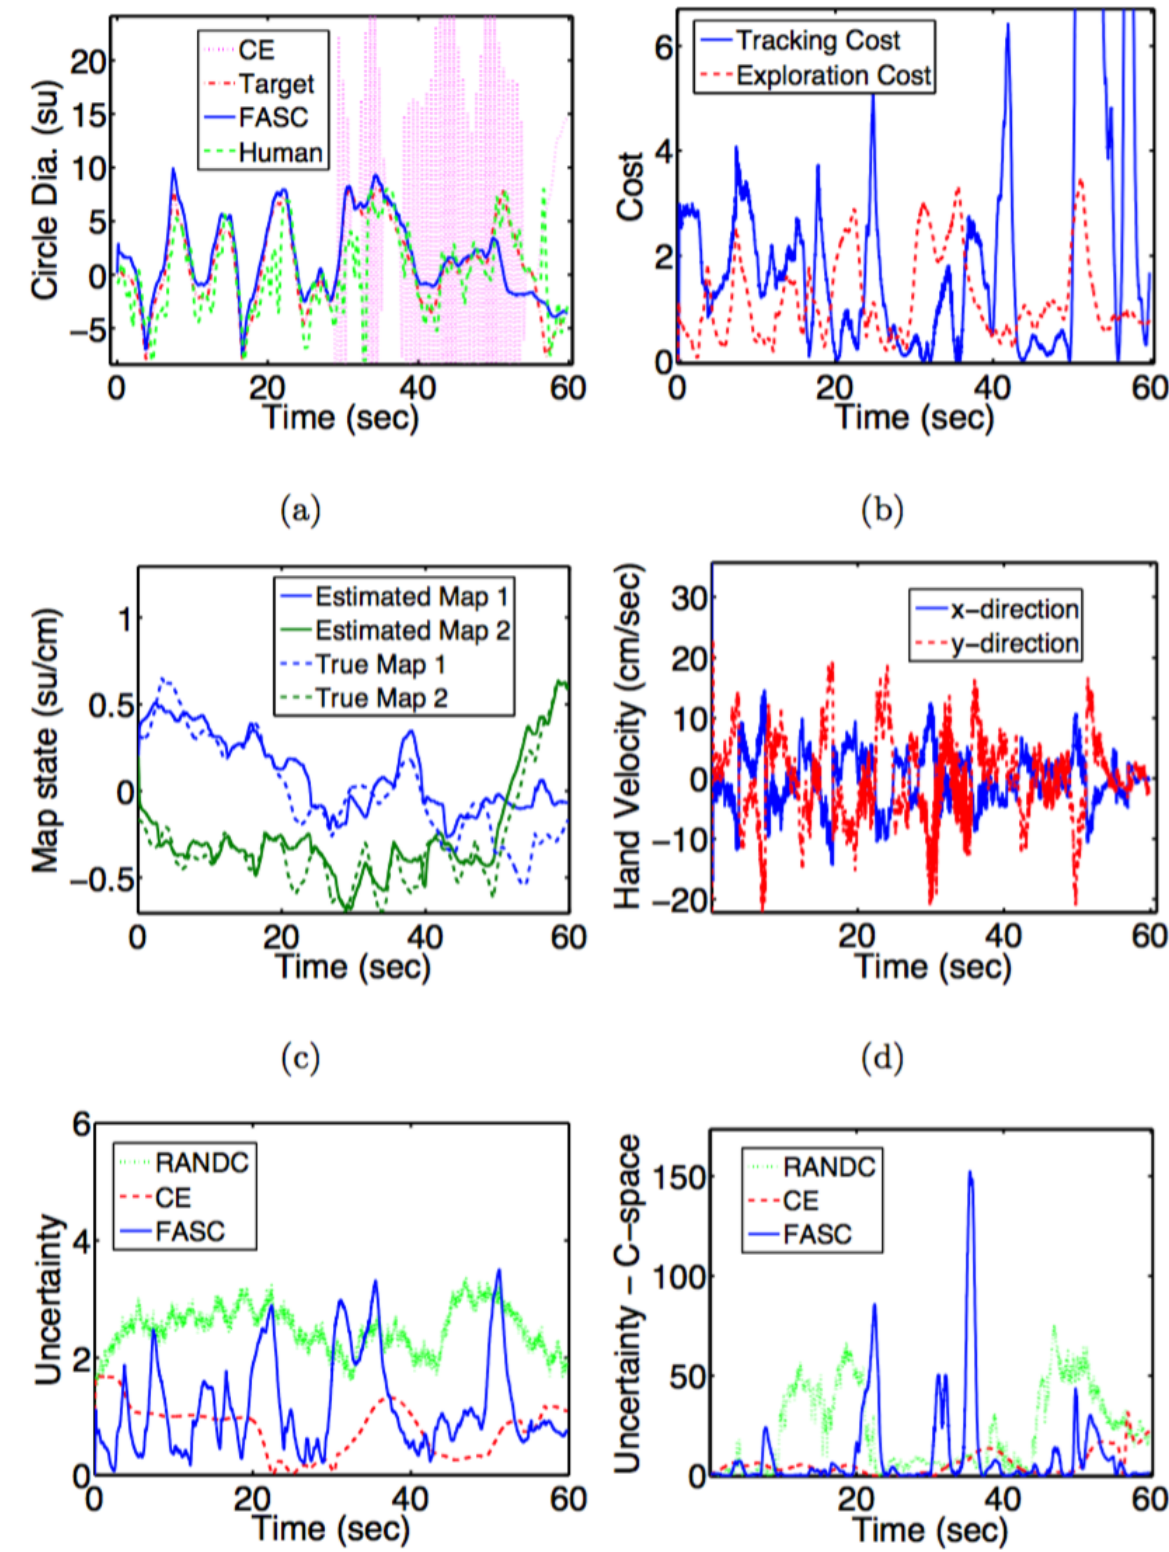 Circle Dia. (su)
20
15
10
5
0
−5
CE
Target
FASC
Human
0
20
40
60
Time (sec)
(a)
Cost
6
4
2
0
Tracking Cost
Exploration Cost
0
20
40
60
Time (sec)
(b)
Map state (su/cm)
1
0.5
0
−0.5
Estimated Map 1
Estimated Map 2
True Map 1
True Map 2
0
20
40
60
Time (sec)
(c)
Hand Velocity (cm/sec)
30
20
10
0
−10
−20
x−direction
y−direction
20
40
60
Time (sec)
(d)
Uncertainty
6
4
2
0
RANDC
CE
FASC
0
20
40
60
Time (sec)
Uncertainty − C−space
150
100
50
0
RANDC
CE
FASC
20
40
60
Time (sec)